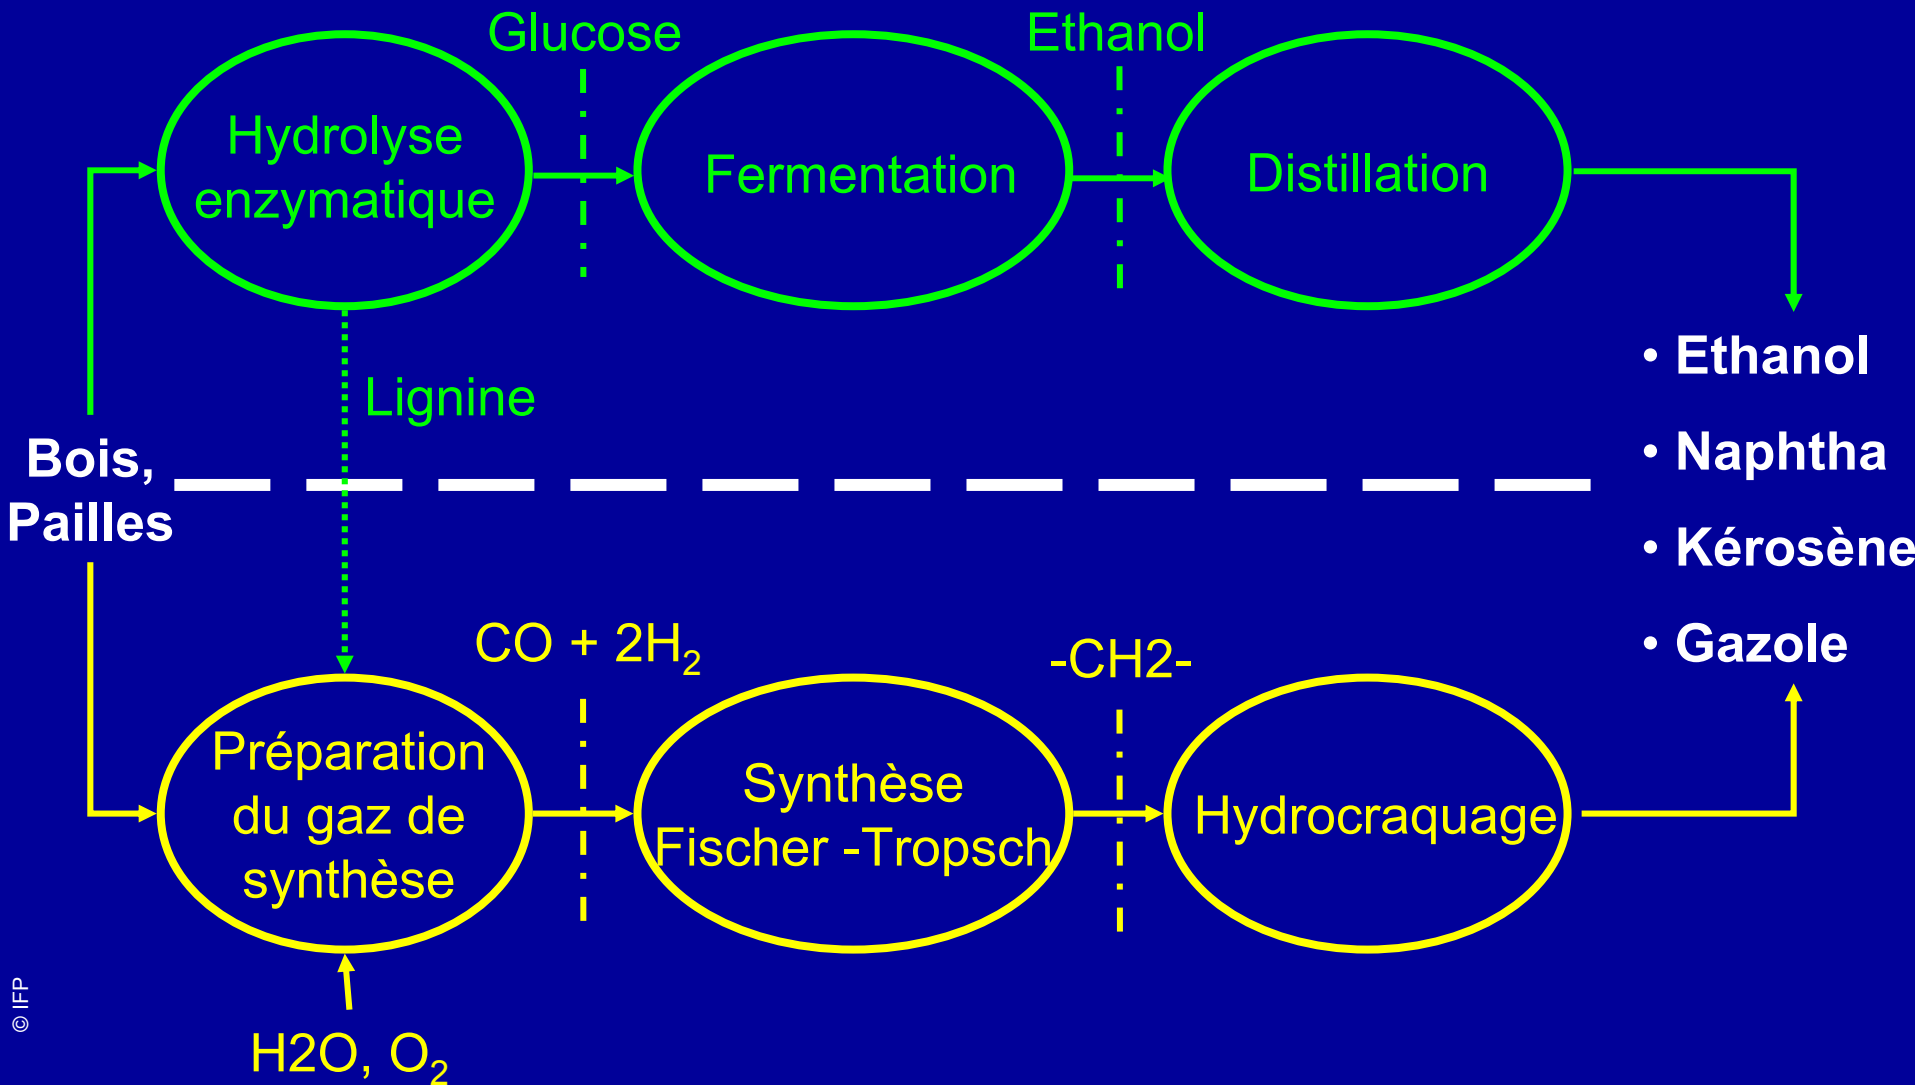 Glucose
Ethanol
Hydrolyse
enzymatique
Fermentation
Distillation
Lignine
Bois,
Pailles
• Ethanol
• Naphtha
• Kérosène
• Gazole
CO + 2H₂
-CH2-
Préparation
du gaz de
synthèse
Synthèse
Fischer -Tropsch
Hydrocraquage
H2O, O₂
© IFP